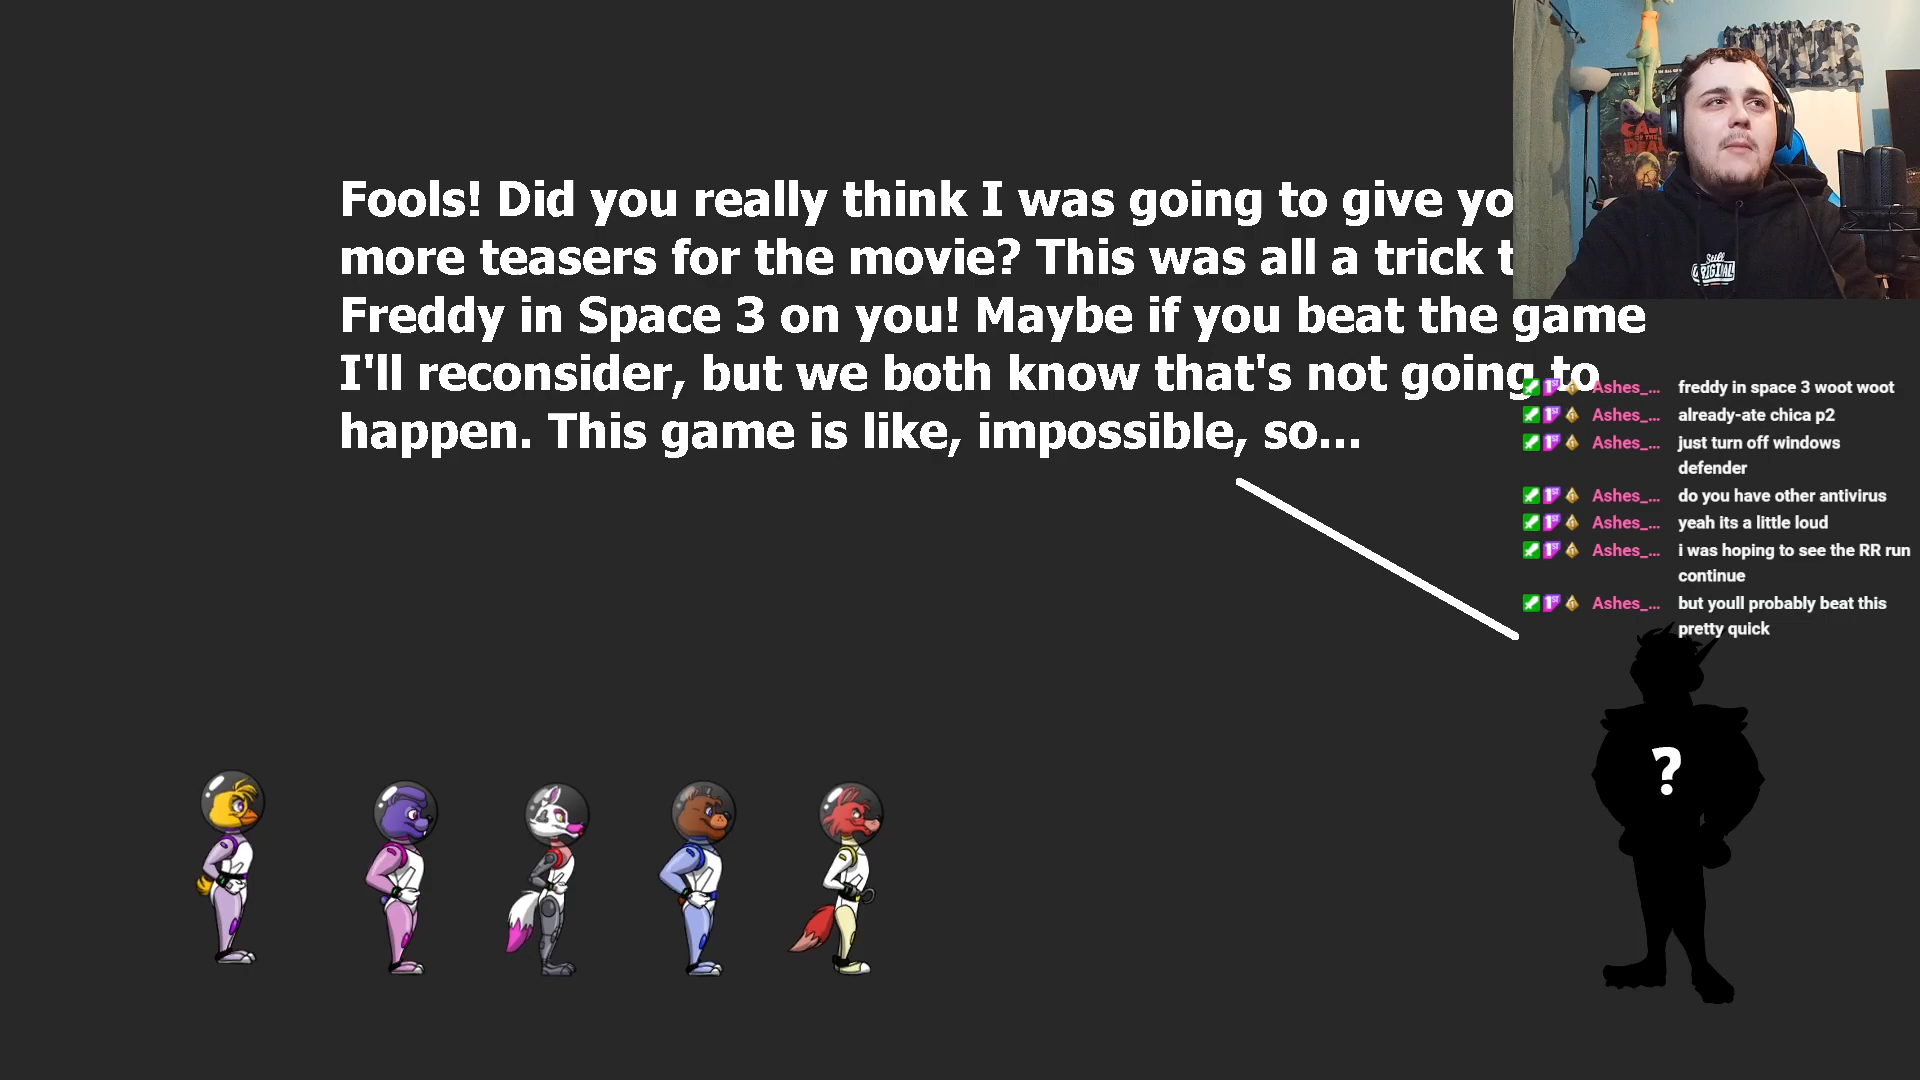 Fools! Did you really think I was going to give yo
more teasers for the movie? This was all a trick t
Freddy in Space 3 on you! Maybe if you beat the game
I'll reconsider, but we both know that's not going to
happen. This game is like, impossible, so...
Still
ORIGINAL
Ashes_... freddy in space 3 woot woot
Ashes_... already-ate chica p2
Ashes_... just turn off windows
defender
Ashes_... do you have other antivirus
Ashes_... yeah its a little loud
Ashes_... i was hoping to see the RR run
continue
Ashes_... but youll probably beat this
pretty quick
?